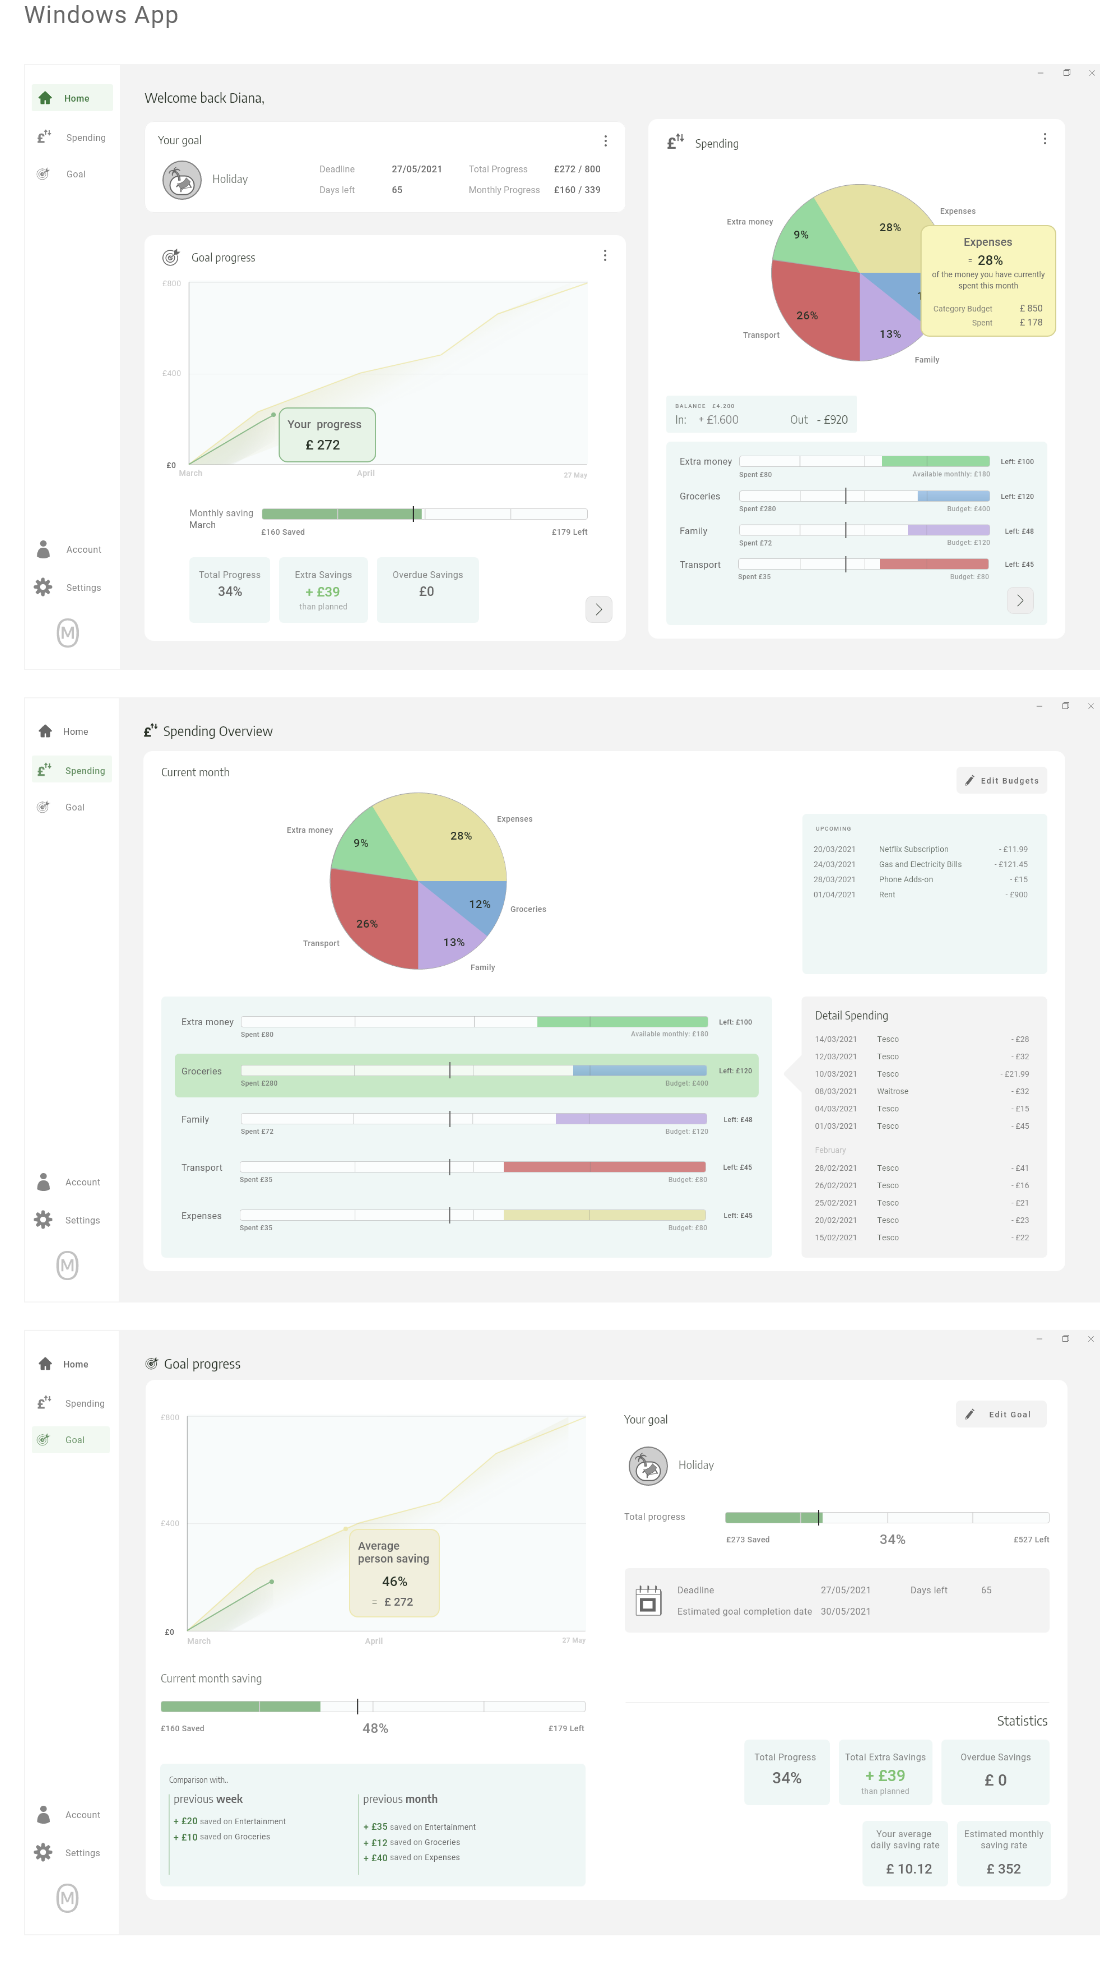 Windows App
Home
Spending
Goal
Account
Settings
M
Welcome back Diana,
Your goal
Holiday
Deadline 27/05/2021 Total Progress £272 / 800
Days left 65 Monthly Progress £160 / 339
Goal progress
£800
£400
£0
Your progress
£ 272
March April 27 May
Monthly saving
March
£160 Saved £179 Left
Total Progress
34%
Extra Savings
+ £39
than planned
Overdue Savings
£0
Spending
Expenses
Extra money
28%
9%
26%
13%
Transport
Family
Expenses
= 28%
of the money you have currently
spent this month
Category Budget £ 850
Spent £ 178
BALANCE £4,200
In: + £1.600 Out - £920
Extra money Left: £100
Spent £80 Available monthly: £180
Groceries Left: £120
Spent £280 Budget: £400
Family Left: £48
Spent £72 Budget: £120
Transport Left: £45
Spent £35 Budget: £80
Home
Spending
Goal
Account
Settings
M
Spending Overview
Current month
Edit Budgets
Expenses
Extra money
28%
9%
12%
Groceries
26%
13%
Transport
Family
UPCOMING
20/03/2021 Netflix Subscription - £11.99
24/03/2021 Gas and Electricity Bills - £121.45
28/03/2021 Phone Adds-on - £15
01/04/2021 Rent - £900
Extra money Left: £100
Spent £80 Available monthly: £180
Groceries Left: £120
Spent £280 Budget: £400
Family Left: £48
Spent £72 Budget: £120
Transport Left: £45
Spent £35 Budget: £80
Expenses Left: £45
Spent £35 Budget: £80
Detail Spending
14/03/2021 Tesco - £28
12/03/2021 Tesco - £32
10/03/2021 Tesco - £21.99
08/03/2021 Waitrose - £32
04/03/2021 Tesco - £15
01/03/2021 Tesco - £45
February
28/02/2021 Tesco - £41
26/02/2021 Tesco - £16
25/02/2021 Tesco - £21
20/02/2021 Tesco - £23
15/02/2021 Tesco - £22
Home
Spending
Goal
Account
Settings
M
Goal progress
£800
£400
£0
Average
person saving
46%
= £ 272
March April 27 May
Current month saving
£160 Saved 48% £179 Left
Comparison with..
previous week
+ £20 saved on Entertainment
+ £10 saved on Groceries
previous month
+ £35 saved on Entertainment
+ £12 saved on Groceries
+ £40 saved on Expenses
Your goal
Edit Goal
Holiday
Total progress
£273 Saved 34% £527 Left
Deadline 27/05/2021 Days left 65
Estimated goal completion date 30/05/2021
Statistics
Total Progress
34%
Total Extra Savings
+ £39
than planned
Overdue Savings
£ 0
Your average
daily saving rate
£ 10.12
Estimated monthly
saving rate
£ 352